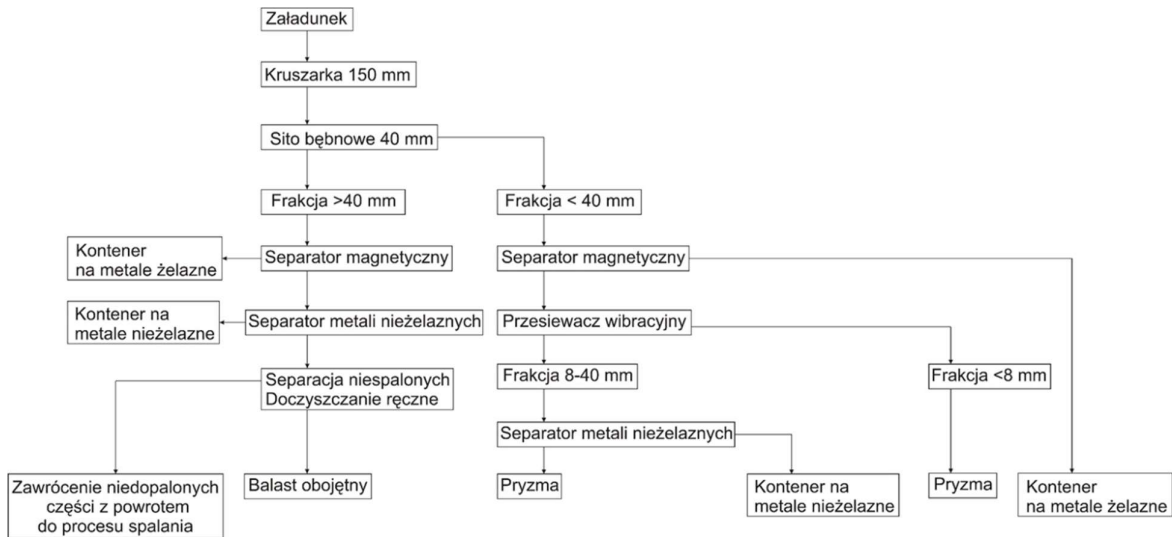 Załadunek
Kruszarka 150 mm
Sito bębnowe 40 mm
Frakcja >40 mm
Frakcja < 40 mm
Kontener
na metale żelazne
Separator magnetyczny
Separator magnetyczny
Kontener na
metale nieżelazne
Separator metali nieżelaznych
Przesiewacz wibracyjny
Separacja niespalonych
Doczyszczanie ręczne
Frakcja 8-40 mm
Frakcja <8 mm
Separator metali nieżelaznych
Zawrócenie niedopalonych
części z powrotem
do procesu spalania
Balast obojętny
Pryzma
Kontener na
metale nieżelazne
Pryzma
Kontener
na metale żelazne